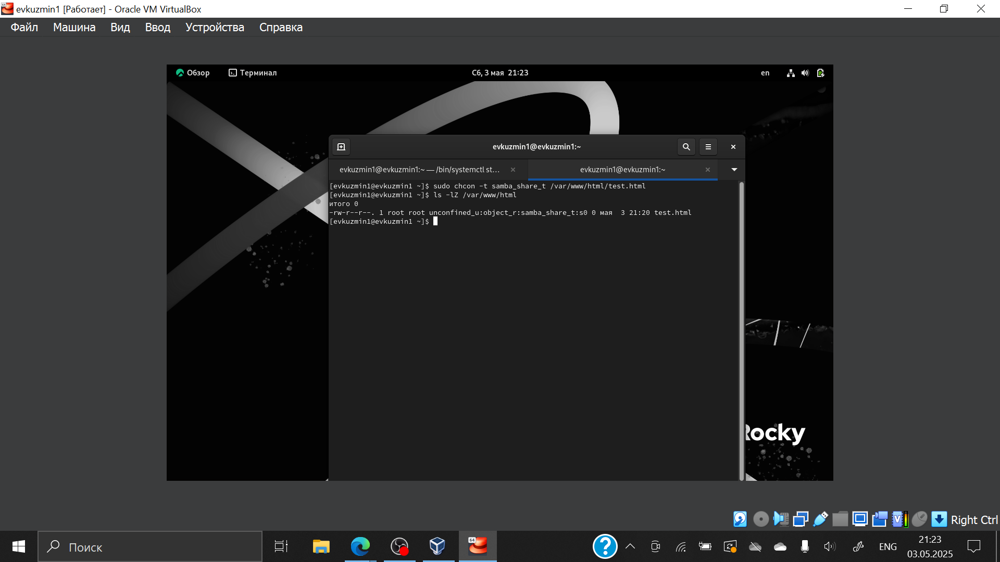 evkuzmin1 [Работает] - Oracle VM VirtualBox
Файл Машина Вид Ввод Устройства Справка
Обзор Терминал Сб, 3 мая 21:23 en
evkuzmin1@evkuzmin1:~
evkuzmin1@evkuzmin1:~ — /bin/systemctl st… evkuzmin1@evkuzmin1:~
[evkuzmin1@evkuzmin1 ~]$ sudo chcon -t samba_share_t /var/www/html/test.html
[evkuzmin1@evkuzmin1 ~]$ ls -lZ /var/www/html
итого 0
-rw-r--r--. 1 root root unconfined_u:object_r:samba_share_t:s0 0 мая  3 21:20 test.html
[evkuzmin1@evkuzmin1 ~]$
Rocky
Right Ctrl
Поиск
64
ENG
21:23
03.05.2025